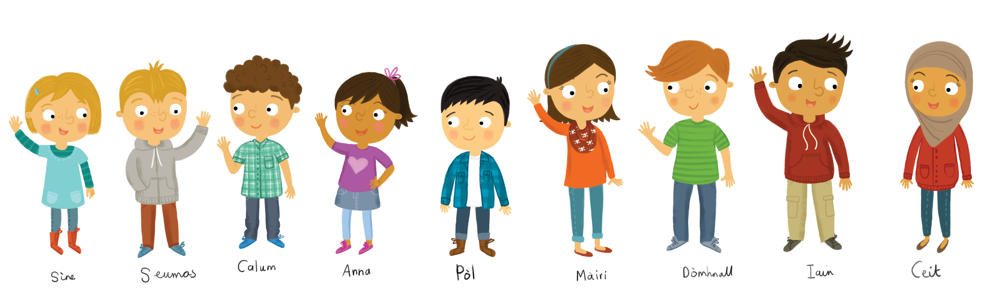 Sìne
Seumas
Calum
Anna
Pòl
Màiri
Dòmhnall
Iain
Ceit